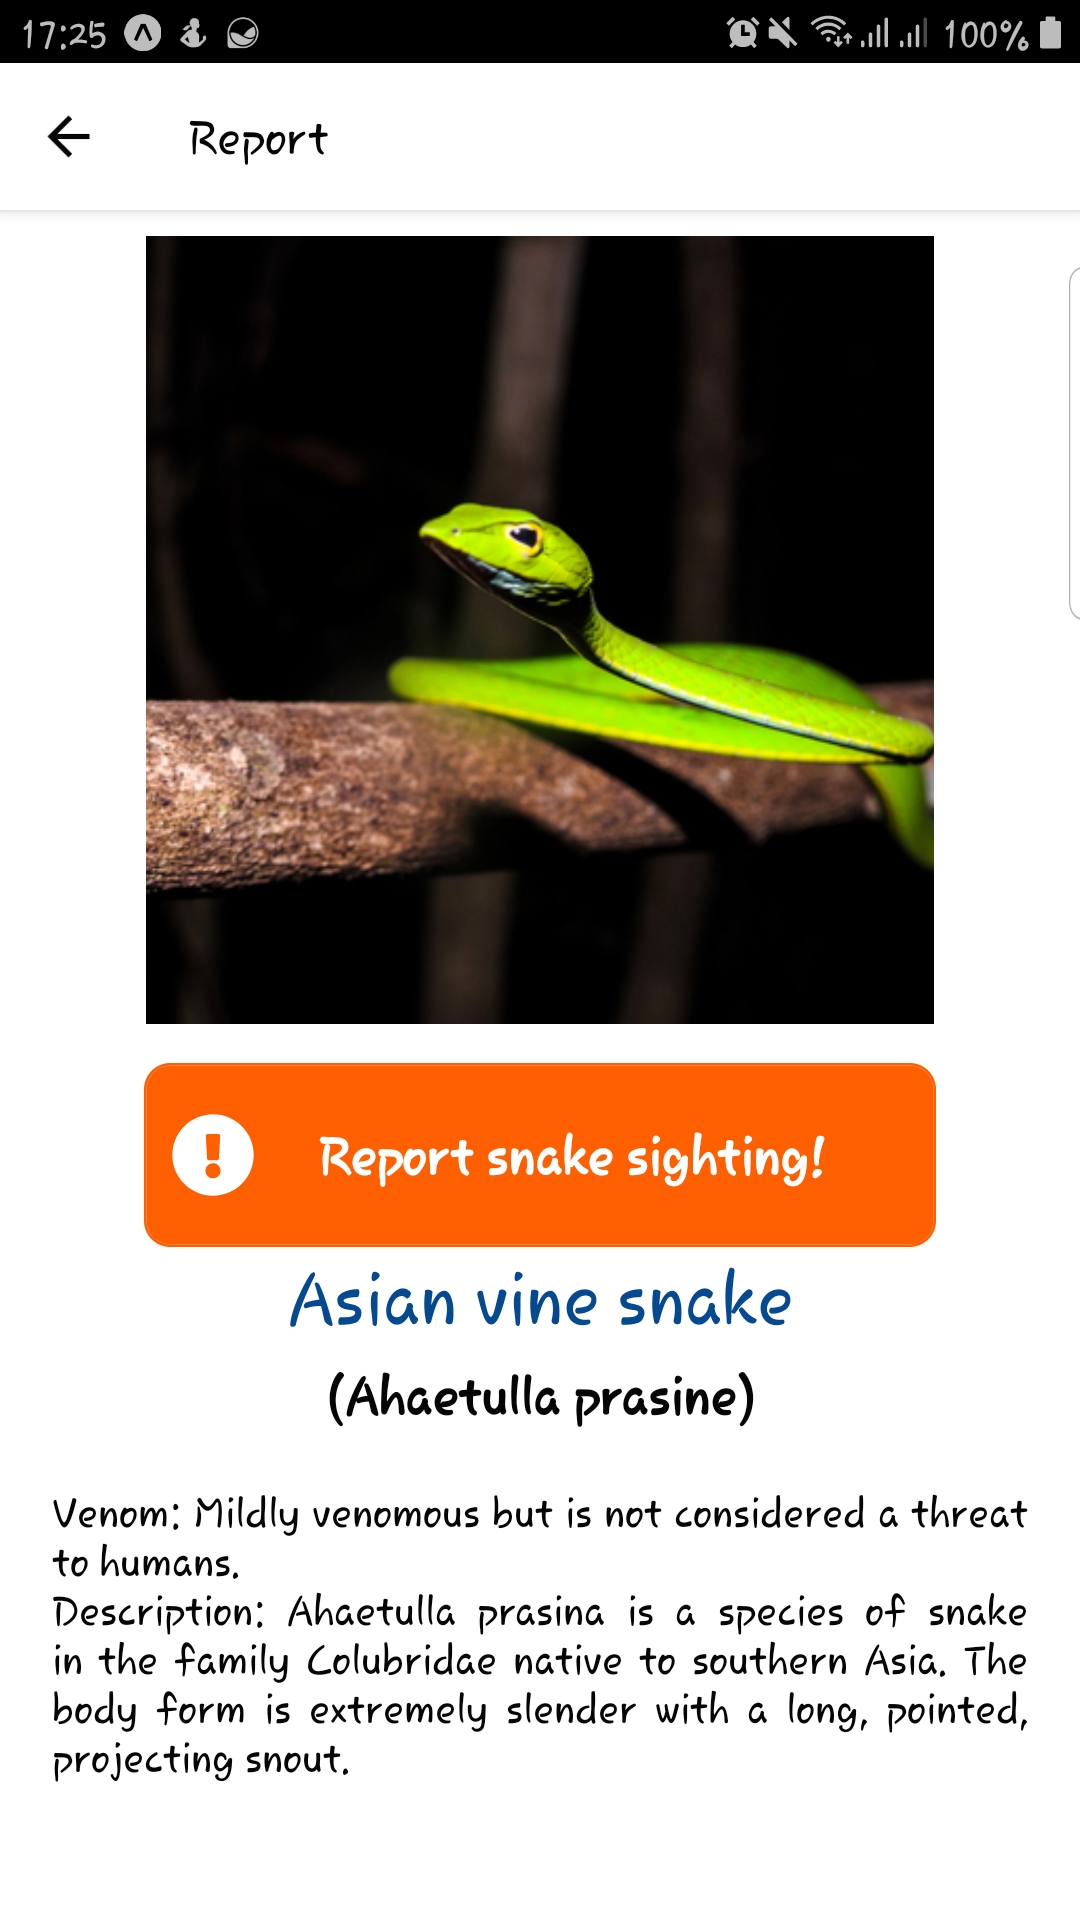 17:25 100%
Report
Report snake sighting!
Asian vine snake
(Ahaetulla prasine)
Venom: Mildly venomous but is not considered a threat
to humans.
Description: Ahaetulla prasina is a species of snake
in the family Colubridae native to southern Asia. The
body form is extremely slender with a long, pointed,
projecting snout.